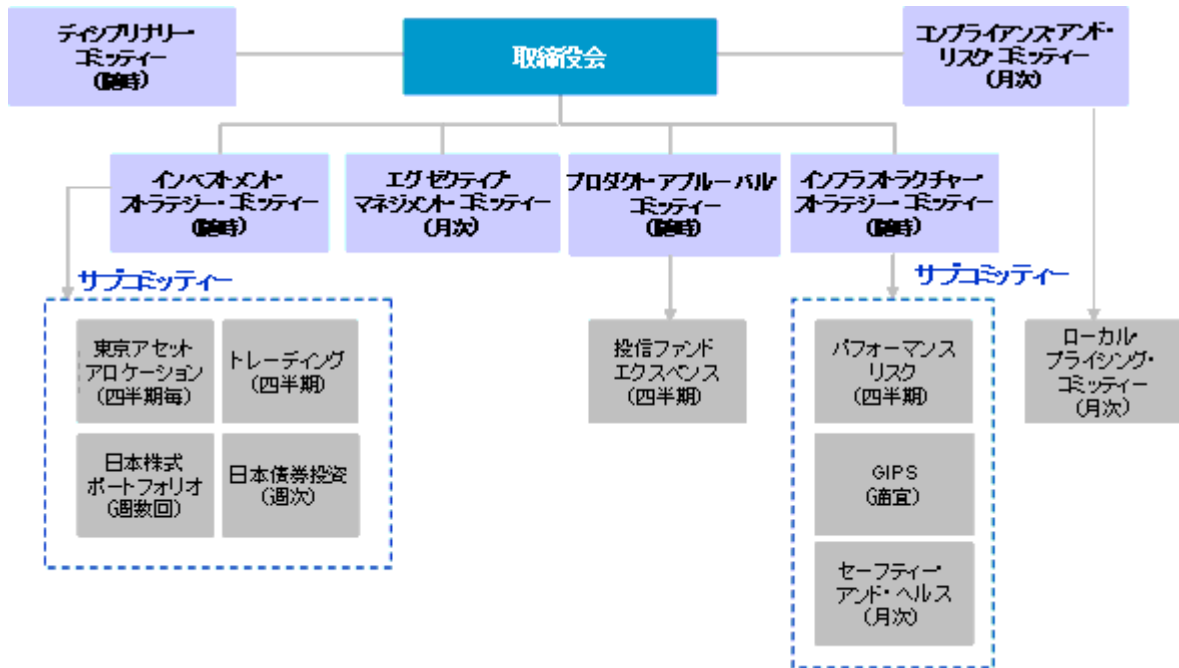 ディシプリナリー・
コミッティー
(随時)
取締役会
コンプライアンス・アンド・
リスク コミッティー
(月次)
インベストメント・
ストラテジー・コミッティー
(随時)
エグゼクティブ・
マネジメント・コミッティー
(月次)
プロダクト・アプルーバル・
コミッティー
(随時)
インフラストラクチャー・
ストラテジー・コミッティー
(随時)
サブコミッティー
東京アセット
アロケーション
(四半期毎)
トレーディング
(四半期)
日本株式
ポートフォリオ
(週数回)
日本債券投資
(週次)
投信ファンド
エクスペンス
(四半期)
サブコミッティー
パフォーマンス
リスク
(四半期)
GIPS
(適宜)
セーフティー・
アンド・ヘルス
(月次)
ローカル・
プライシング・
コミッティー
(月次)